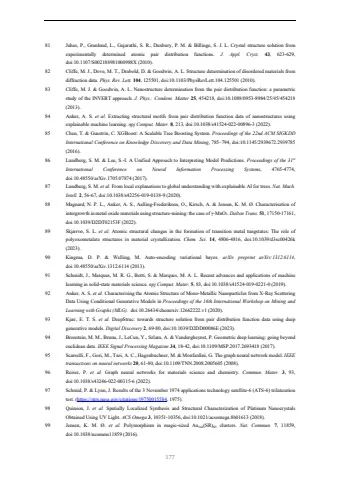 81 Juhas, P., Granlund, L., Gujarathi, S. R., Duxbury, P. M. & Billinge, S. J. L. Crystal structure solution from
experimentally determined atomic pair distribution functions. J. Appl. Cryst. 43, 623-629,
82 Cliffe, M. J., Dove, M. T., Drabold, D. & Goodwin, A. L. Structure determination of disordered materials from
diffraction data. Phys. Rev. Lett. 104, 125501, doi:10.1103/PhysRevLett.104.125501 (2010).
83 Cliffe, M. J. & Goodwin, A. L. Nanostructure determination from the pair distribution function: a parametric
study of the INVERT approach. J. Phys.: Condens. Matter 25, 454218, doi:10.1088/0953-8984/25/45/454218
(2013).
84 Anker, A. S. et al. Extracting structural motifs from pair distribution function data of nanostructures using
explainable machine learning. npj Comput. Mater. 8, 213, doi:10.1038/s41524-022-00896-3 (2022).
85 Chen, T. & Guestrin, C. XGBoost: A Scalable Tree Boosting System. Proceedings of the 22nd ACM SIGKDD
International Conference on Knowledge Discovery and Data Mining, 785–794, doi:10.1145/2939672.2939785
(2016).
86 Lundberg, S. M. & Lee, S.-I. A Unified Approach to Interpreting Model Predictions. Proceedings of the 31st
International Conference on Neural Information Processing Systems, 4765-4774,
doi:10.48550/arXiv.1705.07874 (2017).
87 Lundberg, S. M. et al. From local explanations to global understanding with explainable AI for trees. Nat. Mach.
Intell. 2, 56-67, doi:10.1038/s42256-019-0138-9 (2020).
88 Magnard, N. P. L., Anker, A. S., Aalling-Frederiksen, O., Kirsch, A. & Jensen, K. M. Ø. Characterisation of
intergrowth in metal oxide materials using structure-mining: the case of γ-MnO2. Dalton Trans. 51, 17150-17161,
doi:10.1039/D2DT02153F (2022).
89 Skjærvø, S. L. et al. Atomic structural changes in the formation of transition metal tungstates: The role of
polyoxometalate structures in material crystallization. Chem. Sci. 14, 4806-4816, doi:10.1039/d3sc00426k
(2023).
90 Kingma, D. P. & Welling, M. Auto-encoding variational bayes. arXiv preprint arXiv:1312.6114,
doi:10.48550/arXiv.1312.6114 (2013).
91 Schmidt, J., Marques, M. R. G., Botti, S. & Marques, M. A. L. Recent advances and applications of machine
learning in solid-state materials science. npj Comput. Mater. 5, 83, doi:10.1038/s41524-019-0221-0 (2019).
92 Anker, A. S. et al. Characterising the Atomic Structure of Mono-Metallic Nanoparticles from X-Ray Scattering
Data Using Conditional Generative Models in Proceedings of the 16th International Workshop on Mining and
Learning with Graphs (MLG). doi:10.26434/chemrxiv.12662222.v1 (2020).
93 Kjær, E. T. S. et al. DeepStruc: towards structure solution from pair distribution function data using deep
generative models. Digital Discovery 2, 69-80, doi:10.1039/D2DD00086E (2023).
94 Bronstein, M. M., Bruna, J., LeCun, Y., Szlam, A. & Vandergheynst, P. Geometric deep learning: going beyond
euclidean data. IEEE Signal Processing Magazine 34, 18-42, doi:10.1109/MSP.2017.2693418 (2017).
95 Scarselli, F., Gori, M., Tsoi, A. C., Hagenbuchner, M. & Monfardini, G. The graph neural network model. IEEE
transactions on neural networks 20, 61-80, doi:10.1109/TNN.2008.2005605 (2008).
96 Reiser, P. et al. Graph neural networks for materials science and chemistry. Commun. Mater. 3, 93,
doi:10.1038/s43246-022-00315-6 (2022).
97 Schmid, P. & Lynn, J. Results of the 3 November 1974 applications technology satellite-6 (ATS-6) trilateration
test. (https://ntrs.nasa.gov/citations/19750015384, 1975).
98 Quinson, J. et al. Spatially Localized Synthesis and Structural Characterization of Platinum Nanocrystals
Obtained Using UV Light. ACS Omega 3, 10351-10356, doi:10.1021/acsomega.8b01613 (2018).
99 Jensen, K. M. Ø. et al. Polymorphism in magic-sized Au144(SR)60 clusters. Nat. Commun. 7, 11859,
doi:10.1038/ncomms11859 (2016).
177